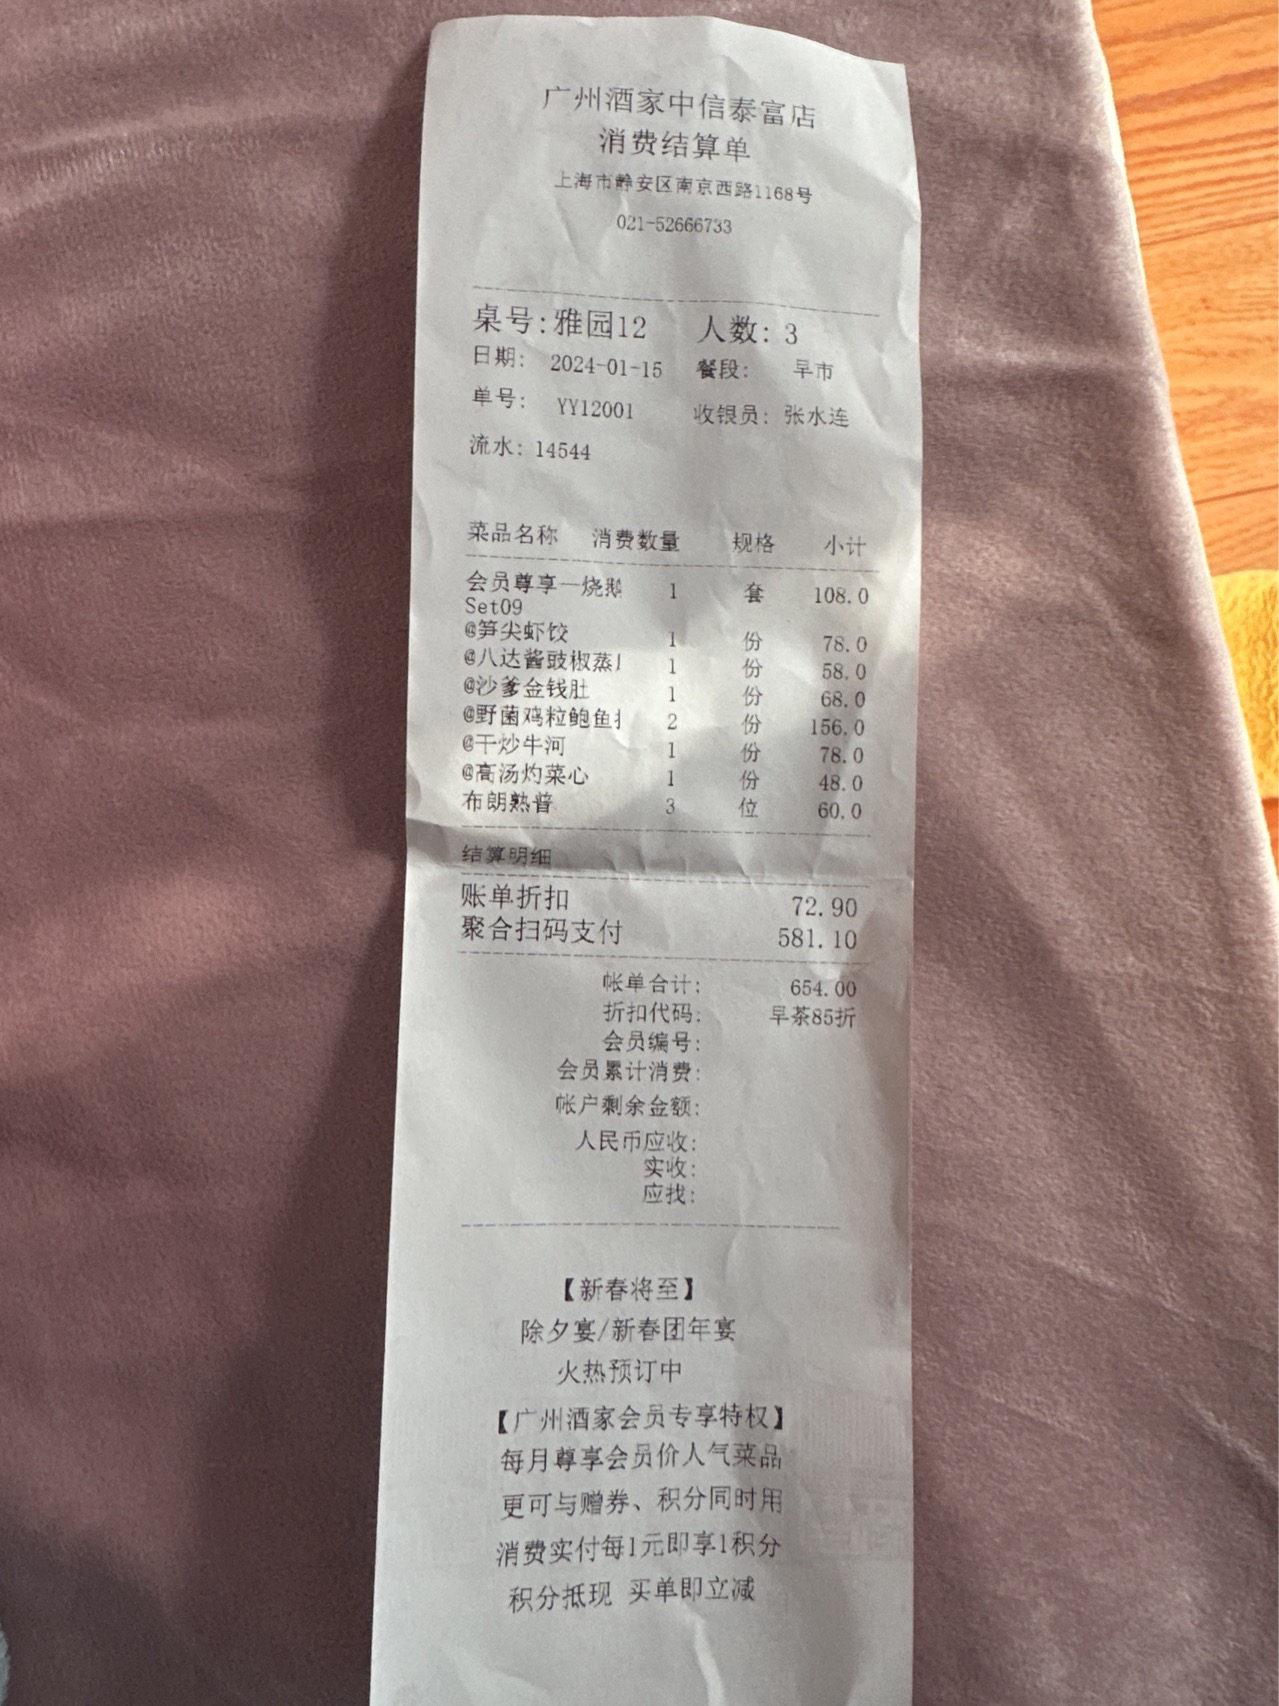 广州酒家中信泰富店
消费结算单
上海市静安区南京西路1168号
021-52666733
桌号:雅园12 人数: 3
日期: 2024-01-15 餐段: 早市
单号: YY12001 收银员: 张水连
流水: 14544
菜品名称 消费数量 规格 小计
会员尊享一烧鹅 1 套 108.0
Set09
@笋尖虾饺 1 份 78.0
@八达酱豉椒蒸 1 份 58.0
@沙爹金钱肚 1 份 68.0
@野菌鸡粒鲍鱼 2 份 156.0
@干炒牛河 1 份 78.0
@高汤灼菜心 1 份 48.0
布朗熟普 3 位 60.0
结算明细
账单折扣 72.90
聚合扫码支付 581.10
帐单合计: 654.00
折扣代码: 早茶85折
会员编号:
会员累计消费:
帐户剩余金额:
人民币应收:
实收:
应找:
【新春将至】
除夕宴/新春团年宴
火热预订中
【广州酒家会员专享特权】
每月尊享会员价人气菜品
更可与赠券、积分同时用
消费实付每1元即享1积分
积分抵现 买单即立减